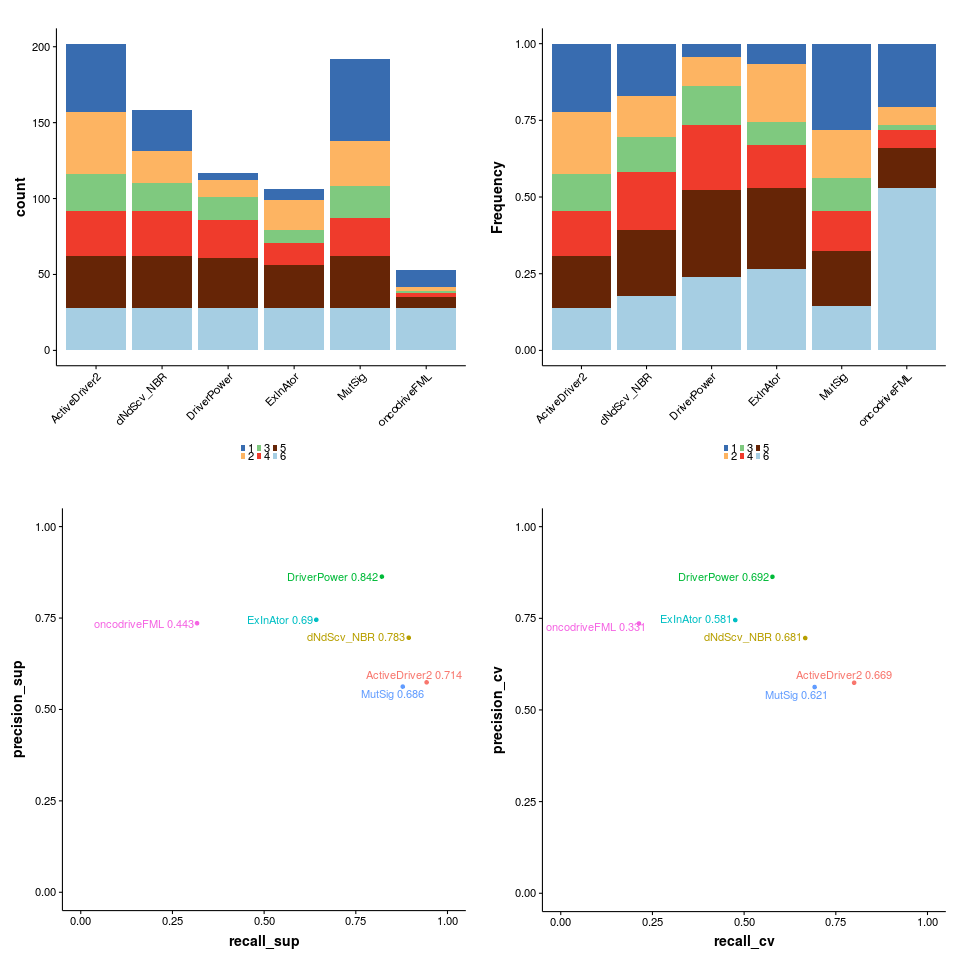 200
150
100
50
0
count
ActiveDriver2
dNdScv_NBR
DriverPower
ExInAtor
MutSig
oncodriveFML
1 3 5
2 4 6
1.00
0.75
0.50
0.25
0.00
Frequency
ActiveDriver2
dNdScv_NBR
DriverPower
ExInAtor
MutSig
oncodriveFML
1 3 5
2 4 6
1.00
0.75
0.50
0.25
0.00
precision_sup
DriverPower 0.842
oncodriveFML 0.443
ExInAtor 0.69
dNdScv_NBR 0.783
ActiveDriver2 0.714
MutSig 0.686
0.00 0.25 0.50 0.75 1.00
recall_sup
1.00
0.75
0.50
0.25
0.00
precision_cv
DriverPower 0.692
ExInAtor 0.581
oncodriveFML 0.331
dNdScv_NBR 0.681
ActiveDriver2 0.669
MutSig 0.621
0.00 0.25 0.50 0.75 1.00
recall_cv